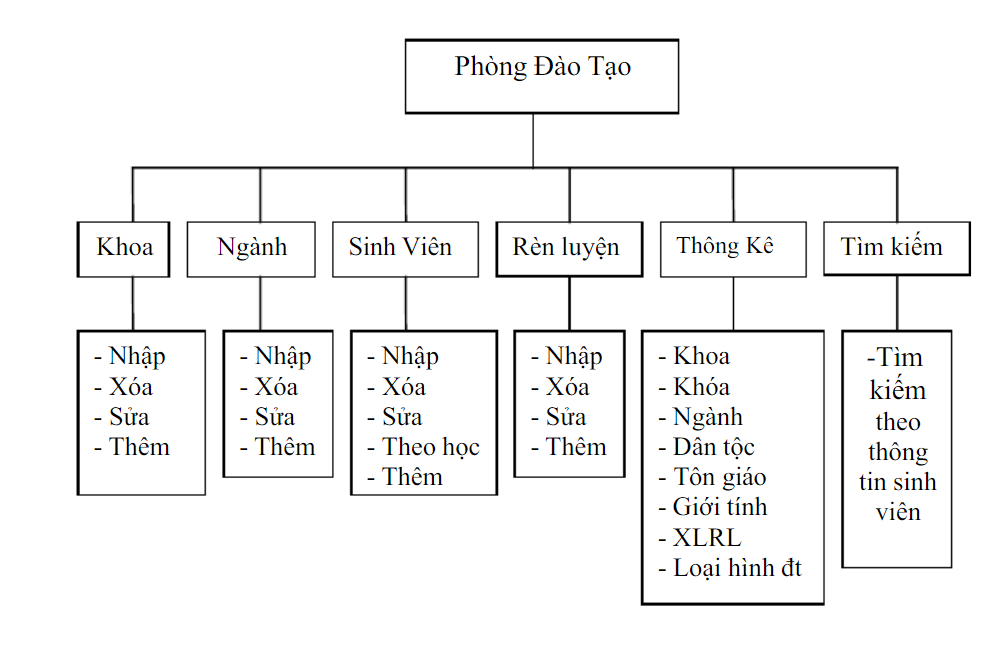 Phòng Đào Tạo
Khoa
Ngành
Sinh Viên
Rèn luyện
Thông Kê
Tìm kiếm
- Nhập
- Xóa
- Sửa
- Thêm
- Nhập
- Xóa
- Sửa
- Thêm
- Nhập
- Xóa
- Sửa
- Theo học
- Thêm
- Nhập
- Xóa
- Sửa
- Thêm
- Khoa
- Khóa
- Ngành
- Dân tộc
- Tôn giáo
- Giới tính
- XLRL
- Loại hình đt
-Tìm
kiếm
theo
thông
tin sinh
viên